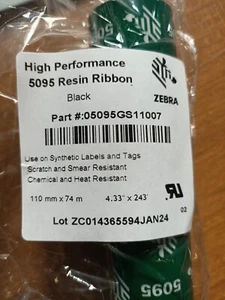 High Performance
5095 Resin Ribbon
Black
ZEBRA
Part #:05095GS11007
Use on Synthetic Labels and Tags
Scratch and Smear Resistant
Chemical and Heat Resistant
110 mm x 74 m 4.33" x 243'
Lot ZC014365594JAN24
02
5095